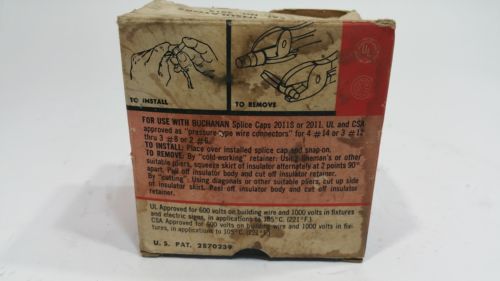 TO INSTALL
TO REMOVE
FOR USE WITH BUCHANAN Splice Caps 2011S or 2011. UL and CSA
approved as "pressure-type wire connectors" for 4 #14 or 3 #12
thru 3 #8 or 2 #6.
TO INSTALL: Place over installed splice cap and snap-on.
TO REMOVE: By "cold-working" retainer: Using lineman's or other
suitable pliers, squeeze skirt of insulator alternately at 2 points 90°
apart. Peel off insulator body and cut off insulator retainer.
By "cutting": Using diagonals or other suitable pliers, cut up side
of insulator skirt. Peel off insulator body and cut off insulator
retainer.
UL Approved for 600 volts on building wire and 1000 volts in fixtures
and electric signs, in applications to 105°C. (221°F.)
CSA Approved for 600 volts on building wire and 1000 volts in fix-
tures, in applications to 105°C. (221°F.)
U.S. PAT. 2870239